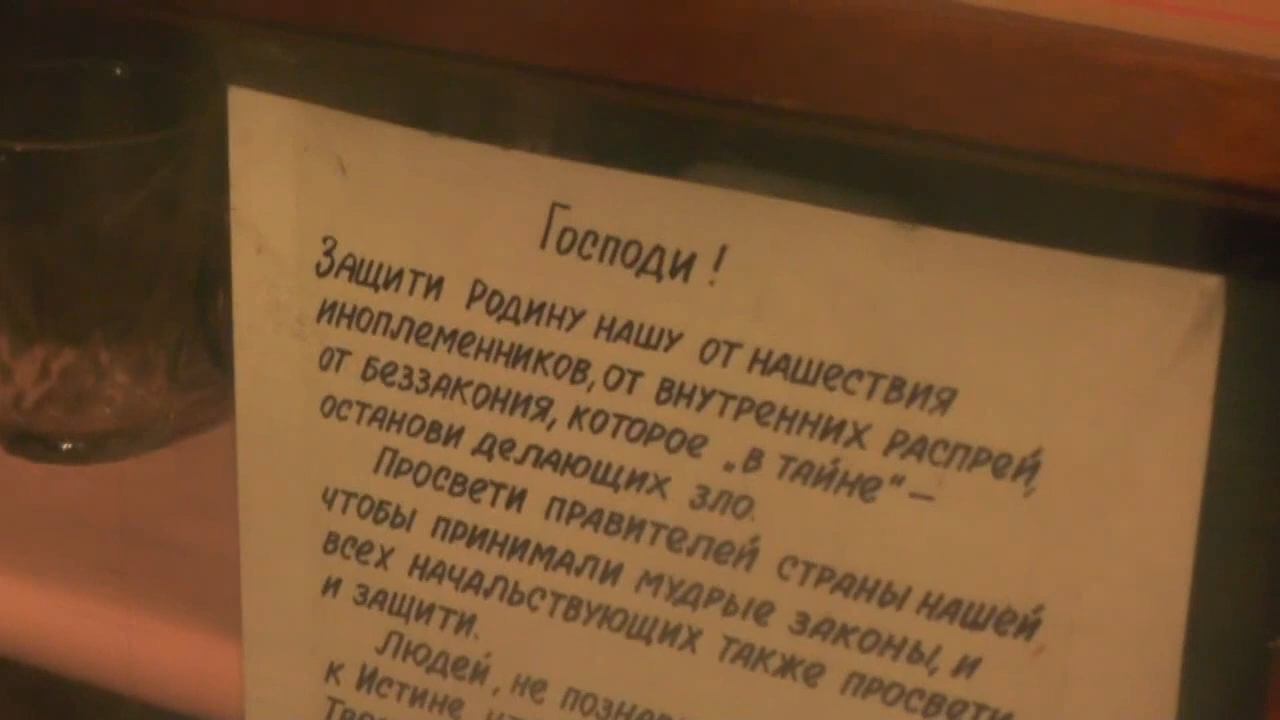 Господи!
Защити Родину нашу от нашествия
иноплеменников, от внутренних распрей,
от беззакония, которое „в тайне“ –
останови делающих зло.
Просвети правителей страны нашей,
чтобы принимали мудрые законы, и
всех начальствующих также просвети
и защити.
Людей, не
к Истине